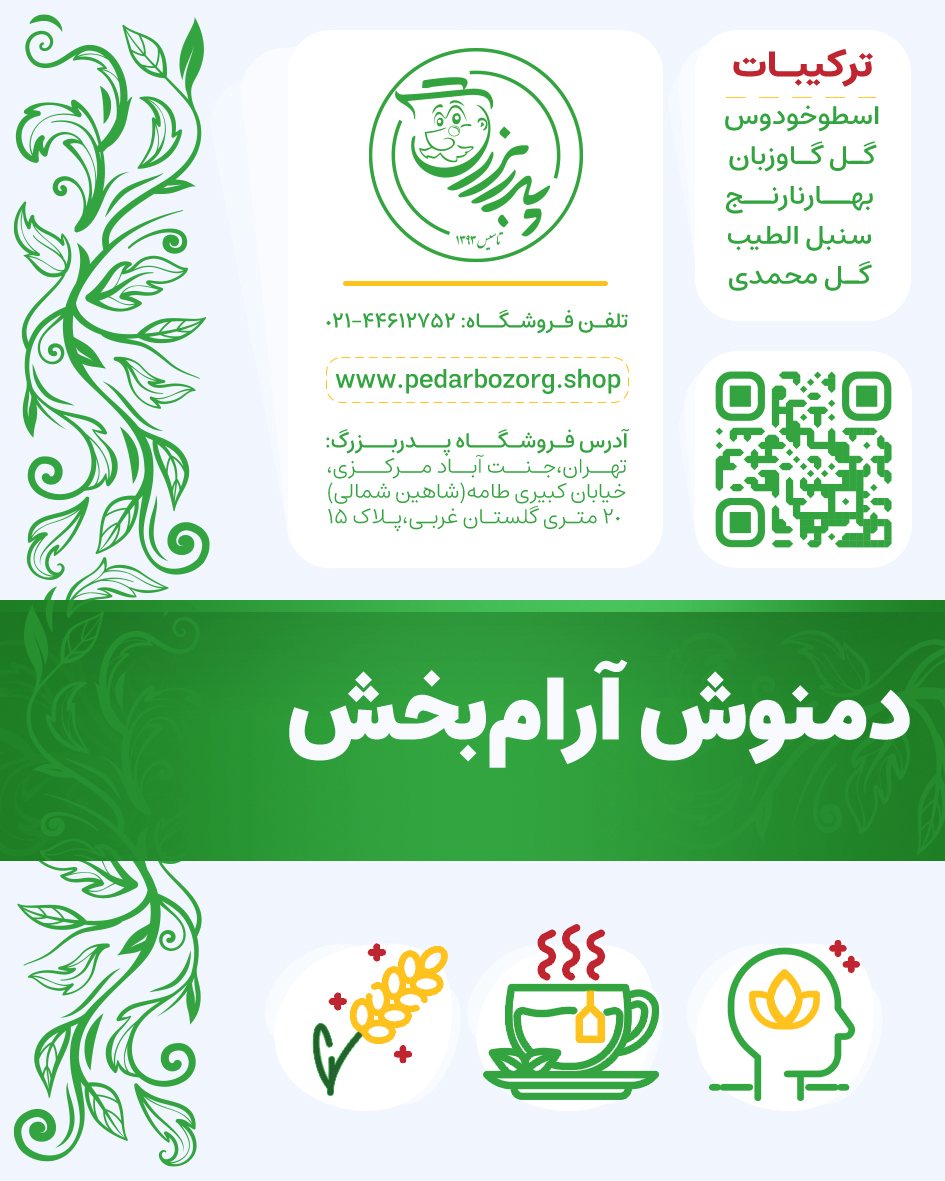 ترکیبات
اسطوخودوس
گل گاوزبان
بهارنارنج
سنبل الطیب
گل محمدی
پدربزرگ
تاسیس ۱۳۹۳
تلفن فروشگاه: ۰۲۱-۴۴۶۱۲۷۵۲
www.pedarbozorg.shop
آدرس فروشگاه پدربزرگ:
تهران،جنت آباد مرکزی،
خیابان کبیری طامه(شاهین شمالی)
۲۰ متری گلستان غربی،پلاک ۱۵
دمنوش آرام‌بخش